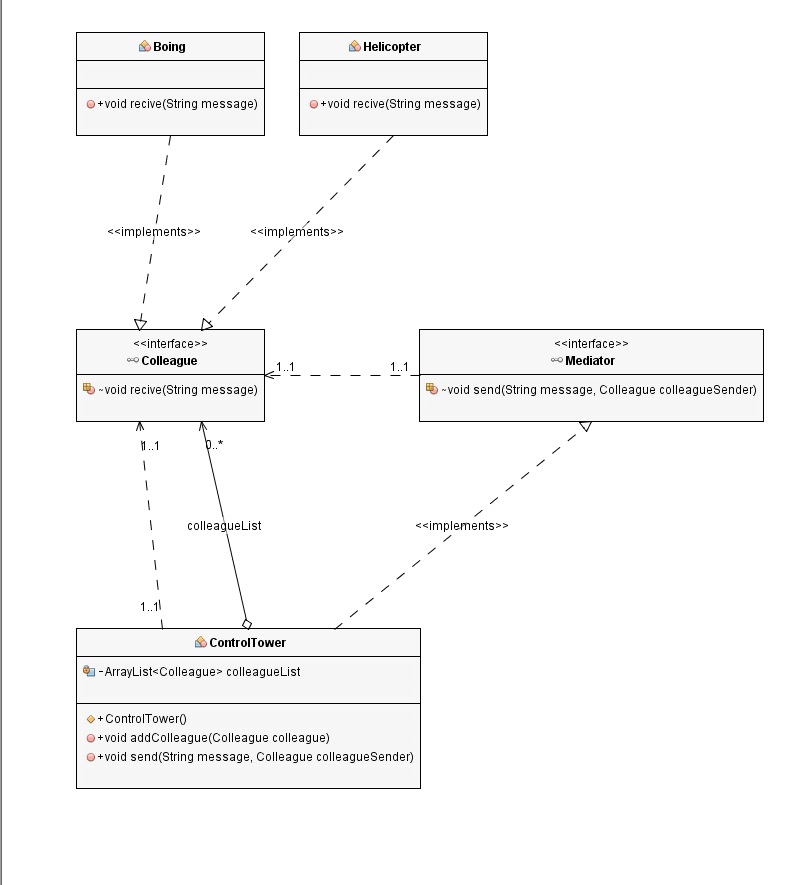 Boing
+void recive(String message)
Helicopter
+void recive(String message)
<<implements>>
<<implements>>
<<interface>>
Colleague
~void recive(String message)
1..1
1..1
<<interface>>
Mediator
~void send(String message, Colleague colleagueSender)
1..1
0..*
colleagueList
<<implements>>
1..1
ControlTower
-ArrayList<Colleague> colleagueList
+ControlTower()
+void addColleague(Colleague colleague)
+void send(String message, Colleague colleagueSender)